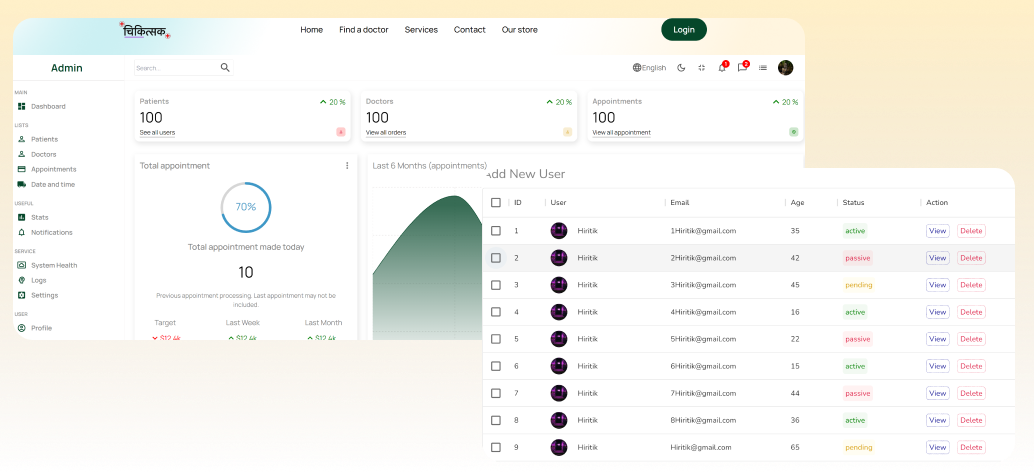 चिकित्सक
Home Find a doctor Services Contact Our store Login
Admin
Search...
English 1 2
MAIN
Dashboard
LISTS
Patients
Doctors
Appointments
Date and time
USEFUL
Stats
Notifications
SERVICE
System Health
Logs
Settings
USER
Profile
Patients 20 %
100
See all users
Doctors 20 %
100
View all orders
Appointments 20 %
100
View all appointment
Total appointment
70%
Total appointment made today
10
Previous appointment processing. Last appointment may not be
included.
Target Last Week Last Month
$12.4k $12.4k $12.4k
Last 6 Months (appointments)
Add New User
ID User Email Age Status Action
1 Hiritik 1Hiritik@gmail.com 35 active View Delete
2 Hiritik 2Hiritik@gmail.com 42 passive View Delete
3 Hiritik 3Hiritik@gmail.com 45 pending View Delete
4 Hiritik 4Hiritik@gmail.com 16 active View Delete
5 Hiritik 5Hiritik@gmail.com 22 passive View Delete
6 Hiritik 6Hiritik@gmail.com 15 active View Delete
7 Hiritik 7Hiritik@gmail.com 44 passive View Delete
8 Hiritik 8Hiritik@gmail.com 36 active View Delete
9 Hiritik Hiritik@gmail.com 65 pending View Delete